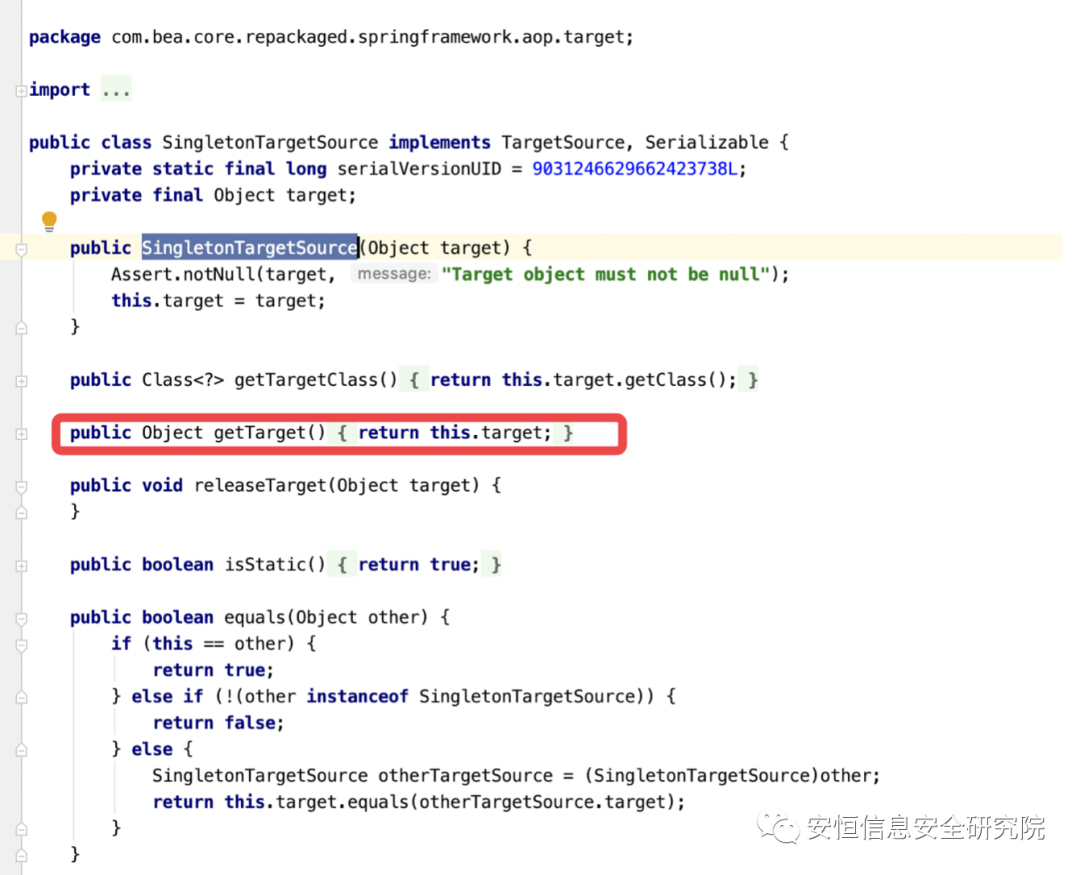 package com.bea.core.repackaged.springframework.aop.target;
import ...
public class SingletonTargetSource implements TargetSource, Serializable {
private static final long serialVersionUID = 9031246629662423738L;
private final Object target;
public SingletonTargetSource(Object target) {
Assert.notNull(target, message: "Target object must not be null");
this.target = target;
}
public Class<?> getTargetClass() { return this.target.getClass(); }
public Object getTarget() { return this.target; }
public void releaseTarget(Object target) {
}
public boolean isStatic() { return true; }
public boolean equals(Object other) {
if (this == other) {
return true;
} else if (!(other instanceof SingletonTargetSource)) {
return false;
} else {
SingletonTargetSource otherTargetSource = (SingletonTargetSource)other;
return this.target.equals(otherTargetSource.target);
}
}
安恒信息安全研究院